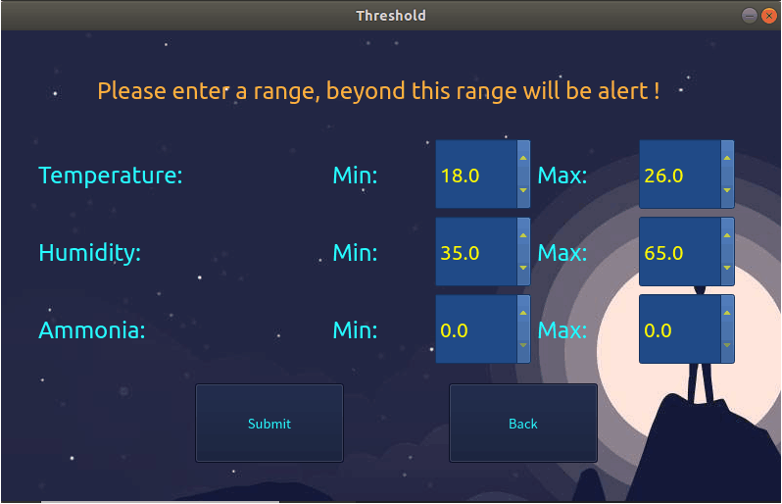 Threshold
Please enter a range, beyond this range will be alert !
Temperature: Min: 18.0 Max: 26.0
Humidity: Min: 35.0 Max: 65.0
Ammonia: Min: 0.0 Max: 0.0
Submit Back